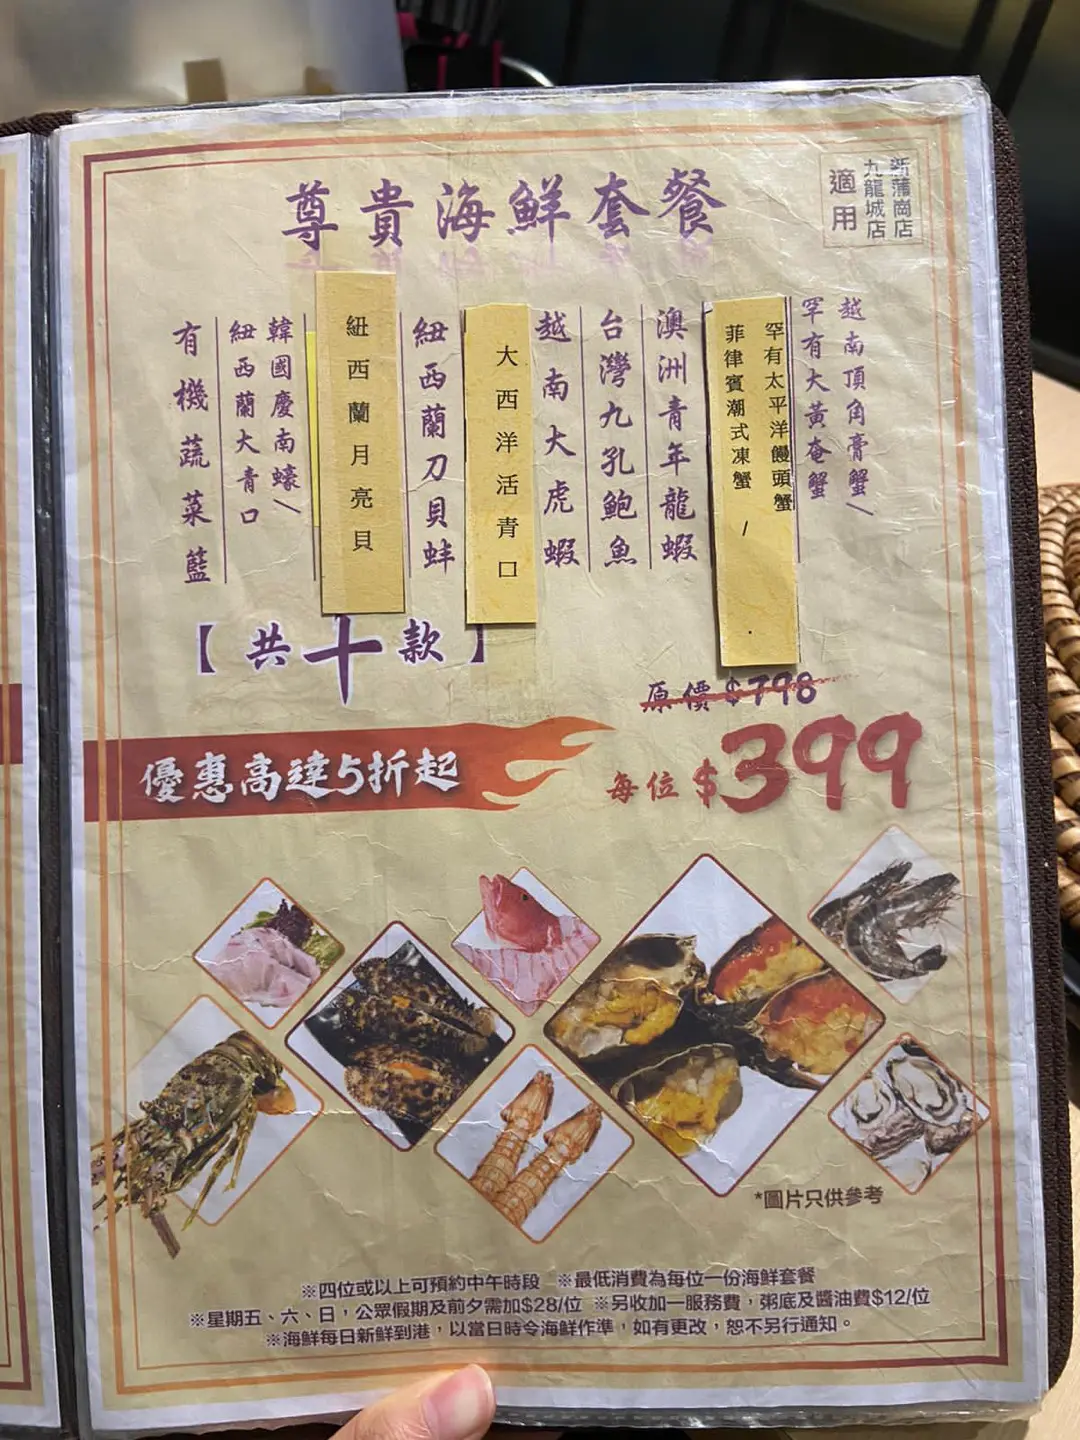 尊貴海鮮套餐
新蒲崗店
九龍城店
適用
越南頂角膏蟹/
罕有大黃奄蟹
罕有太平洋饅頭蟹
菲律賓潮式凍蟹/
澳洲青年龍蝦
台灣九孔鮑魚
越南大虎蝦
大西洋活青口
紐西蘭刀貝蚌
紐西蘭月亮貝
韓國慶南蠔/
紐西蘭大青口
有機蔬菜籃
【共十款】
原價$798
優惠高達5折起
每位$399
*圖片只供參考
※四位或以上可預約中午時段 ※最低消費為每位一份海鮮套餐
※星期五、六、日，公眾假期及前夕需加$28/位 ※另收加一服務費，粥底及醬油費$12/位
※海鮮每日新鮮到港，以當日時令海鮮作準，如有更改，恕不另行通知。